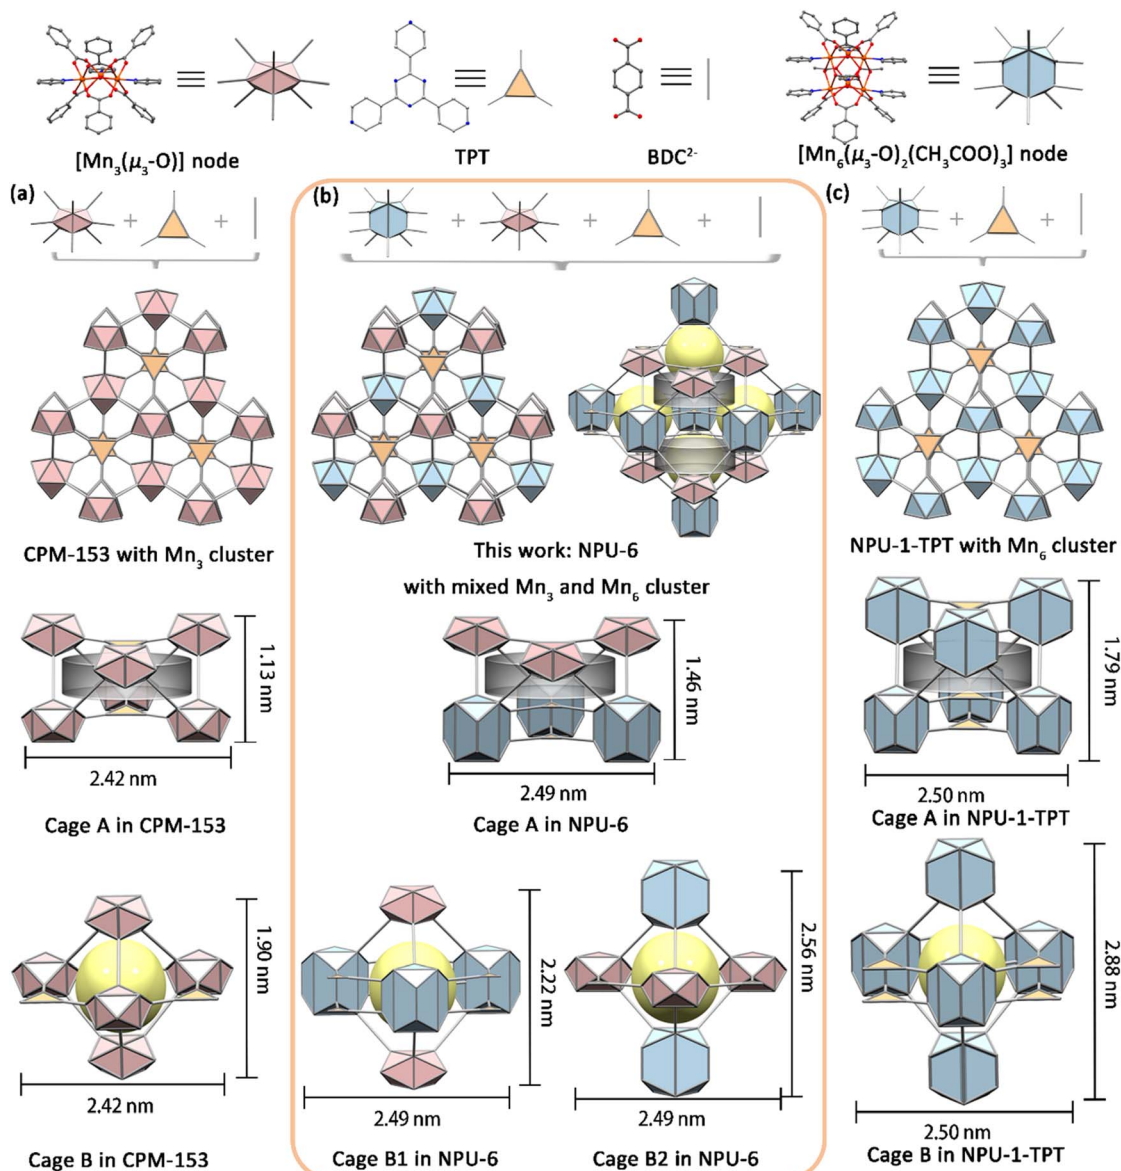 [Mn₃(μ₃-O)] node
TPT
BDC²⁻
[Mn₆(μ₃-O)₂(CH₃COO)₃] node
(a)
+
+
(b)
+
+
+
(c)
+
+
CPM-153 with Mn₃ cluster
This work: NPU-6
with mixed Mn₃ and Mn₆ cluster
NPU-1-TPT with Mn₆ cluster
1.13 nm
2.42 nm
Cage A in CPM-153
1.46 nm
2.49 nm
Cage A in NPU-6
1.79 nm
2.50 nm
Cage A in NPU-1-TPT
1.90 nm
2.42 nm
Cage B in CPM-153
2.22 nm
2.49 nm
Cage B1 in NPU-6
2.56 nm
2.49 nm
Cage B2 in NPU-6
2.88 nm
2.50 nm
Cage B in NPU-1-TPT